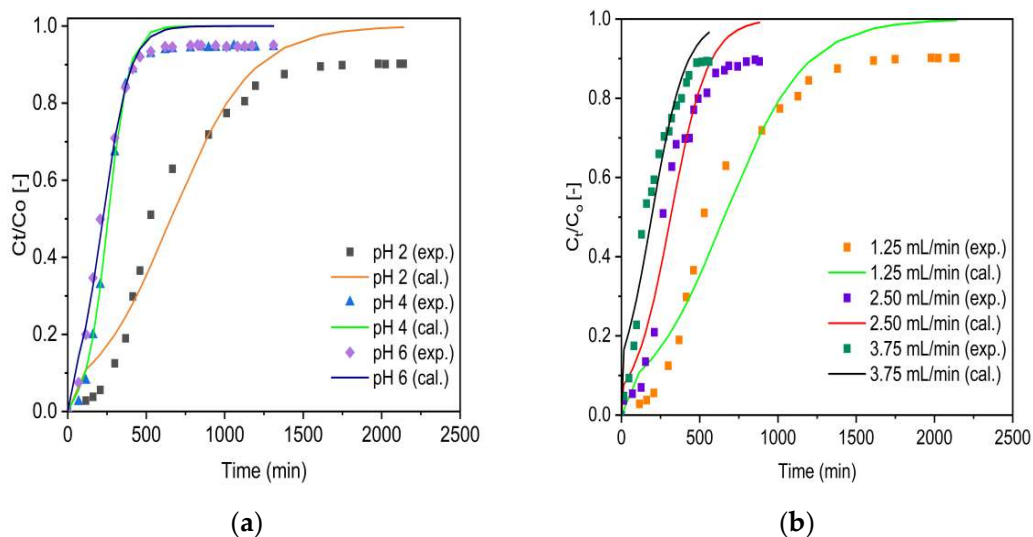 1.0
0.8
0.6
0.4
0.2
0.0
Ct/Co [-]
pH 2 (exp.)
pH 2 (cal.)
pH 4 (exp.)
pH 4 (cal.)
pH 6 (exp.)
pH 6 (cal.)
0 500 1000 1500 2000 2500
Time (min)
(a)
1.0
0.8
0.6
0.4
0.2
0.0
Ct/Co [-]
1.25 mL/min (exp.)
1.25 mL/min (cal.)
2.50 mL/min (exp.)
2.50 mL/min (cal.)
3.75 mL/min (exp.)
3.75 mL/min (cal.)
0 500 1000 1500 2000 2500
Time (min)
(b)